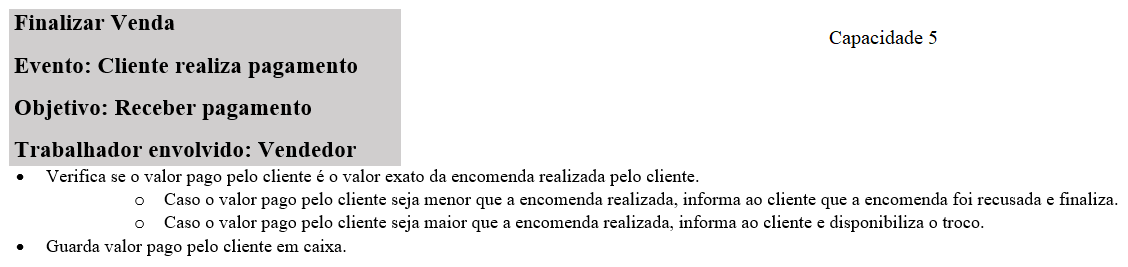 Finalizar Venda
Capacidade 5
Evento: Cliente realiza pagamento
Objetivo: Receber pagamento
Trabalhador envolvido: Vendedor
• Verifica se o valor pago pelo cliente é o valor exato da encomenda realizada pelo cliente.
o Caso o valor pago pelo cliente seja menor que a encomenda realizada, informa ao cliente que a encomenda foi recusada e finaliza.
o Caso o valor pago pelo cliente seja maior que a encomenda realizada, informa ao cliente e disponibiliza o troco.
• Guarda valor pago pelo cliente em caixa.